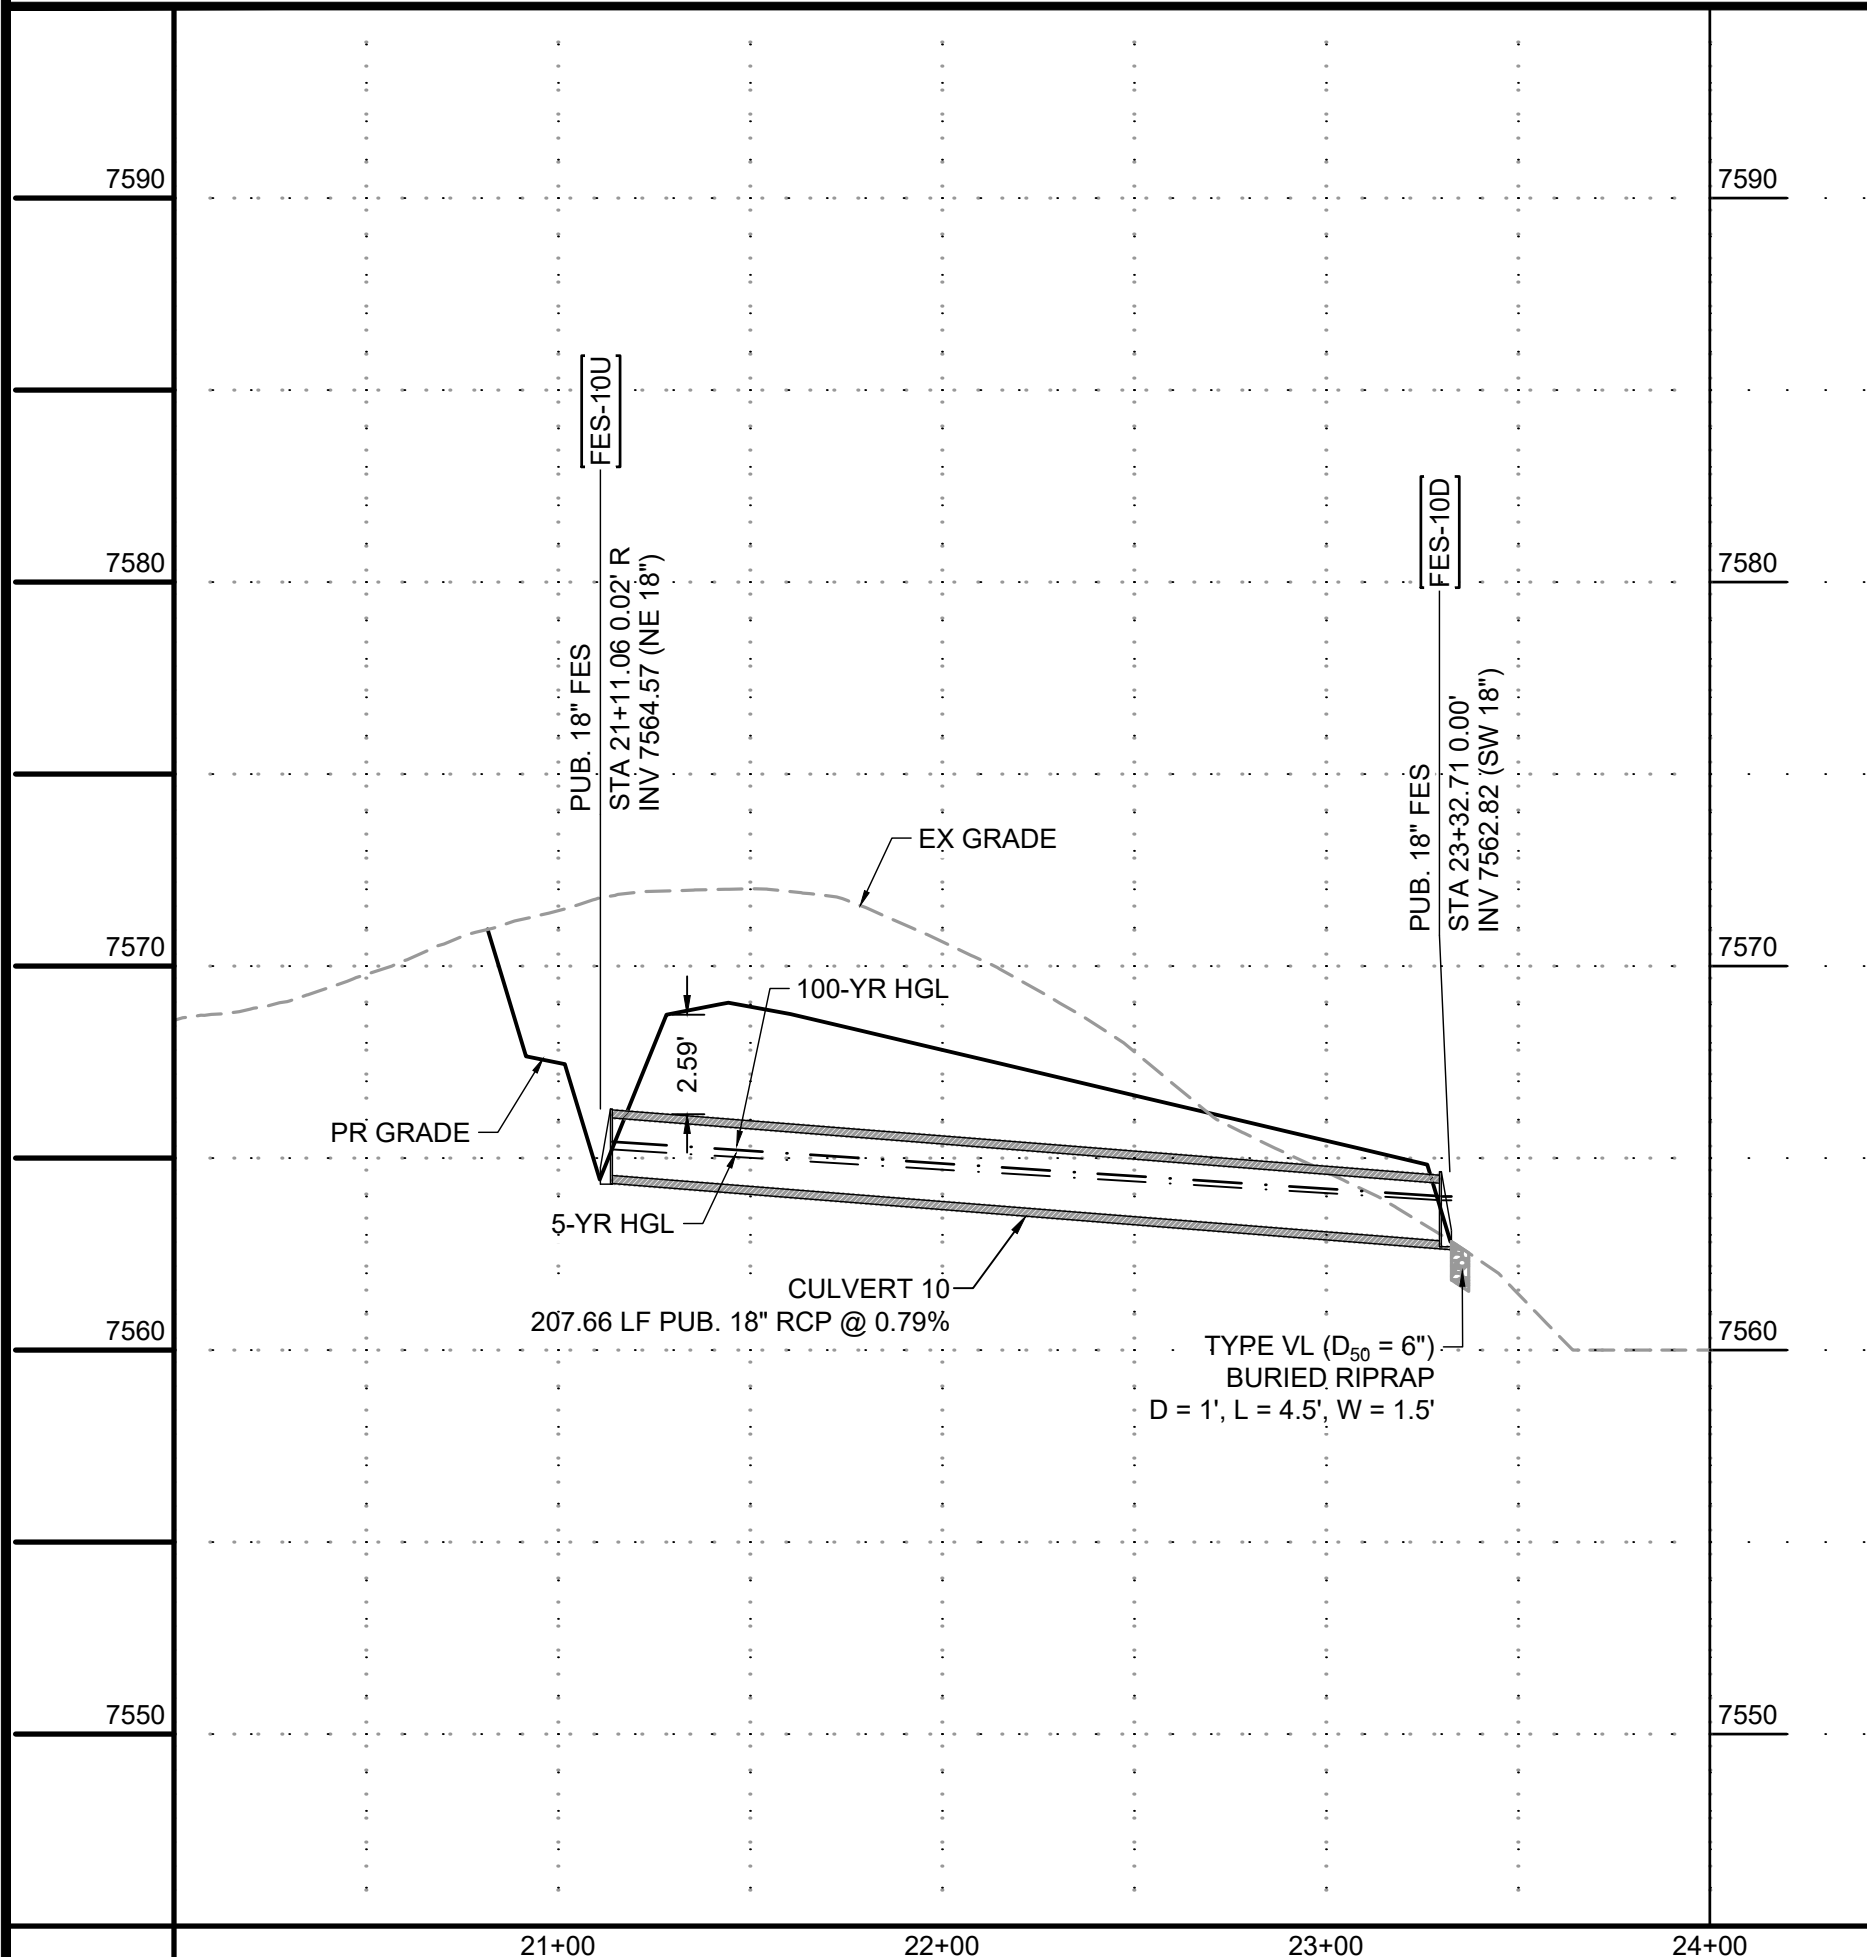 7590
7590
FES-10U
PUB. 18" FES
STA 21+11.06 0.02' R
INV 7564.57 (NE 18")
FES-10D
PUB. 18" FES
STA 23+32.71 0.00'
INV 7562.82 (SW 18")
7580
7580
EX GRADE
7570
7570
100-YR HGL
2.59'
PR GRADE
5-YR HGL
CULVERT 10
207.66 LF PUB. 18" RCP @ 0.79%
7560
7560
TYPE VL (D50 = 6")
BURIED RIPRAP
D = 1', L = 4.5', W = 1.5'
7550
7550
21+00
22+00
23+00
24+00